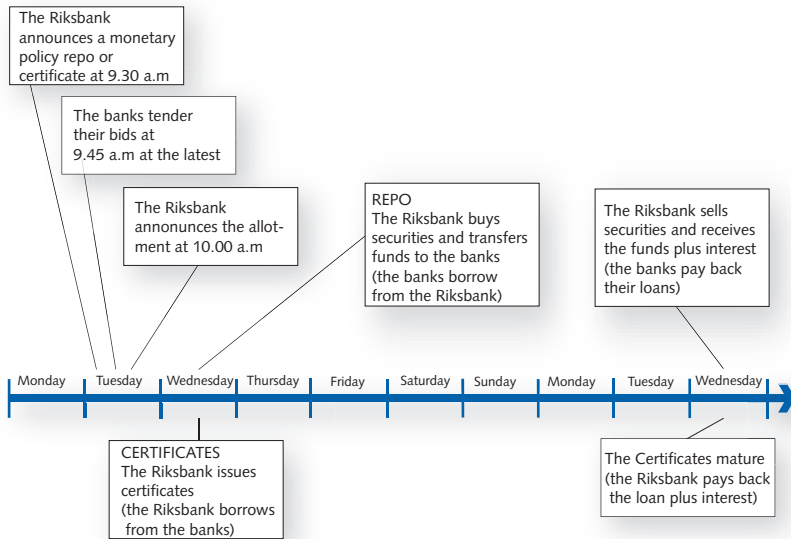 The Riksbank
announces a monetary
policy repo or
certificate at 9.30 a.m
The banks tender
their bids at
9.45 a.m at the latest
The Riksbank
annonunces the allot-
ment at 10.00 a.m
REPO
The Riksbank buys
securities and transfers
funds to the banks
(the banks borrow
from the Riksbank)
The Riksbank sells
securities and receives
the funds plus interest
(the banks pay back
their loans)
Monday Tuesday Wednesday Thursday Friday Saturday Sunday Monday Tuesday Wednesday
CERTIFICATES
The Riksbank issues
certificates
(the Riksbank borrows
from the banks)
The Certificates mature
(the Riksbank pays back
the loan plus interest)